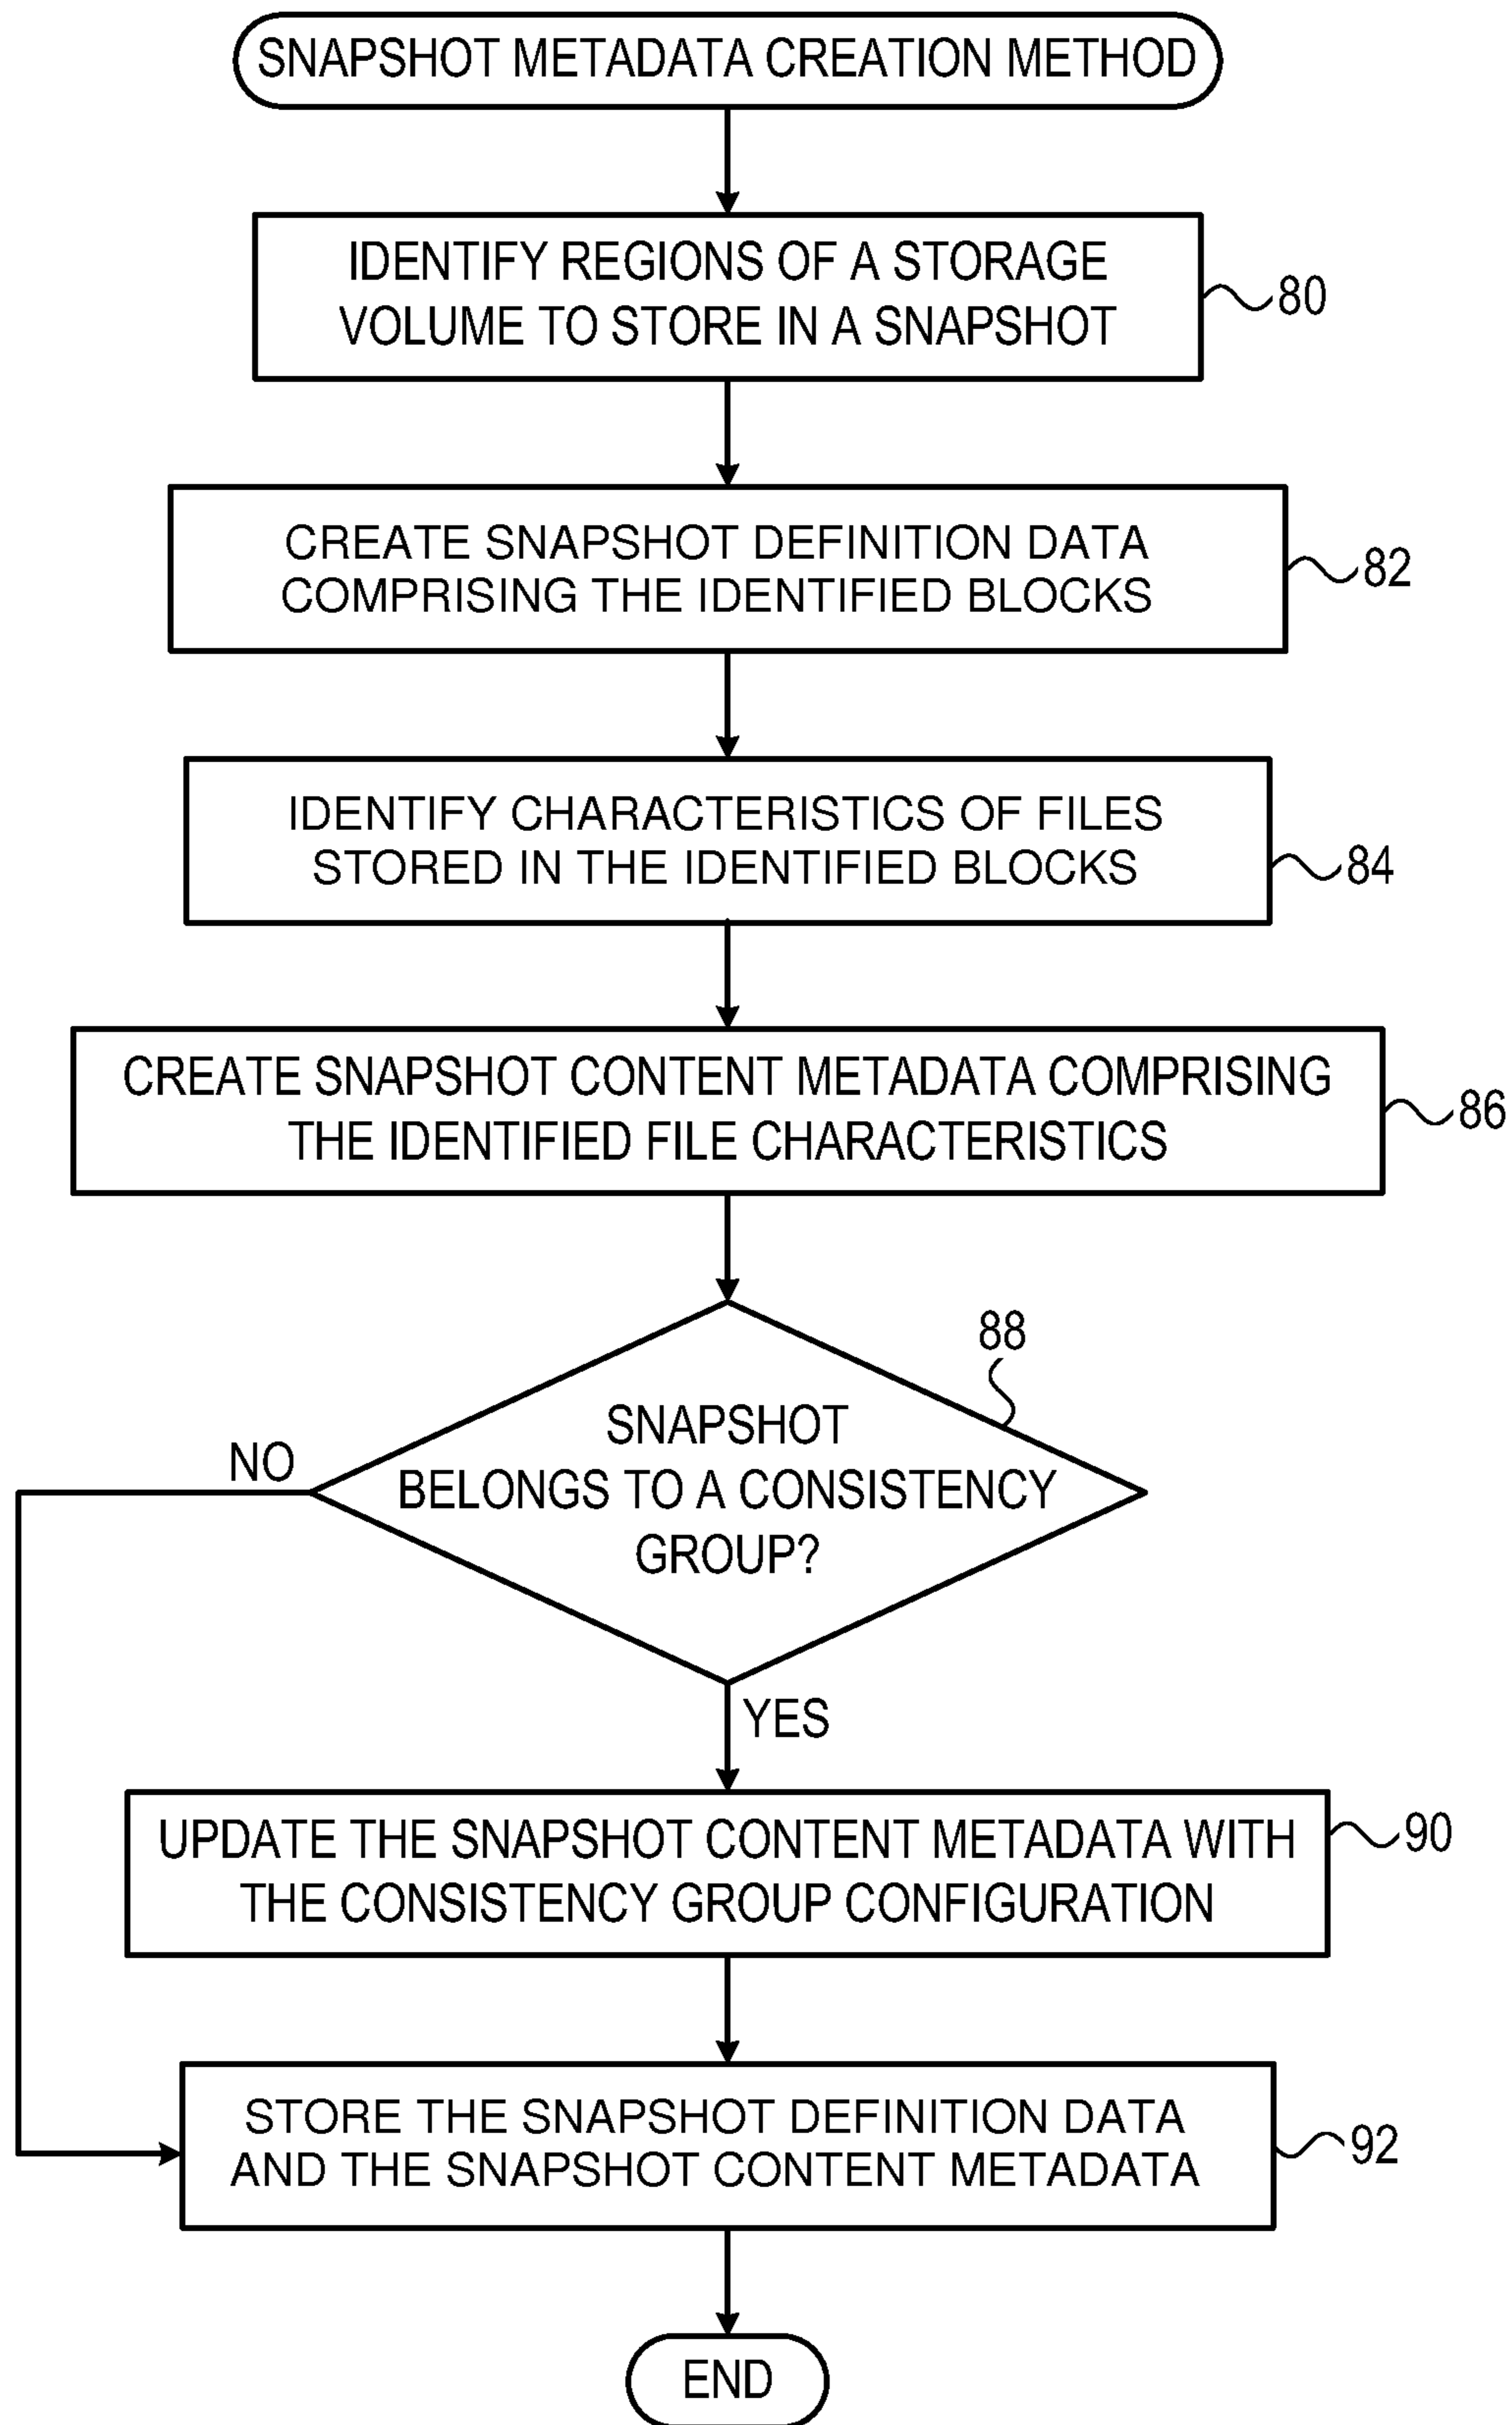 SNAPSHOT METADATA CREATION METHOD
IDENTIFY REGIONS OF A STORAGE
VOLUME TO STORE IN A SNAPSHOT
80
CREATE SNAPSHOT DEFINITION DATA
COMPRISING THE IDENTIFIED BLOCKS
82
IDENTIFY CHARACTERISTICS OF FILES
STORED IN THE IDENTIFIED BLOCKS
84
CREATE SNAPSHOT CONTENT METADATA COMPRISING
THE IDENTIFIED FILE CHARACTERISTICS
86
88
SNAPSHOT
BELONGS TO A CONSISTENCY
GROUP?
NO
YES
UPDATE THE SNAPSHOT CONTENT METADATA WITH
THE CONSISTENCY GROUP CONFIGURATION
90
STORE THE SNAPSHOT DEFINITION DATA
AND THE SNAPSHOT CONTENT METADATA
92
END